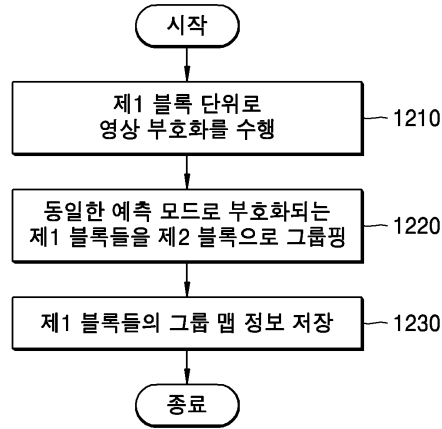 시작
제1 블록 단위로
영상 부호화를 수행
1210
동일한 예측 모드로 부호화되는
제1 블록들을 제2 블록으로 그룹핑
1220
제1 블록들의 그룹 맵 정보 저장
1230
종료